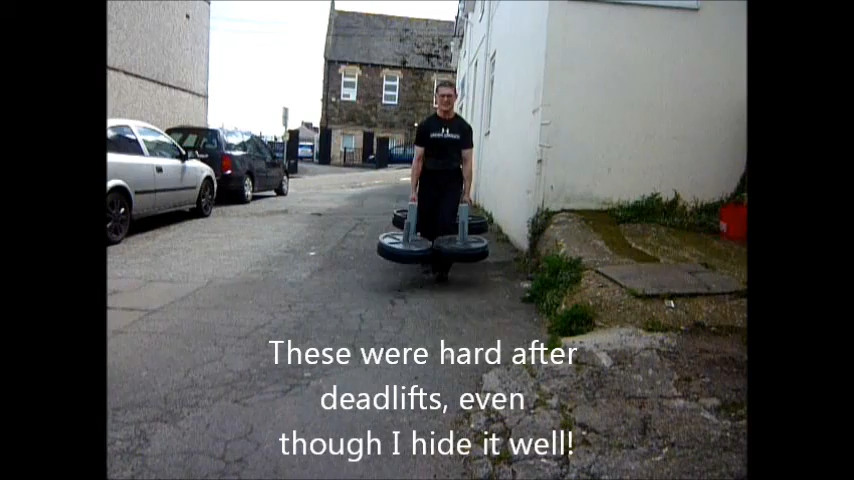 These were hard after
deadlifts, even
though I hide it well!